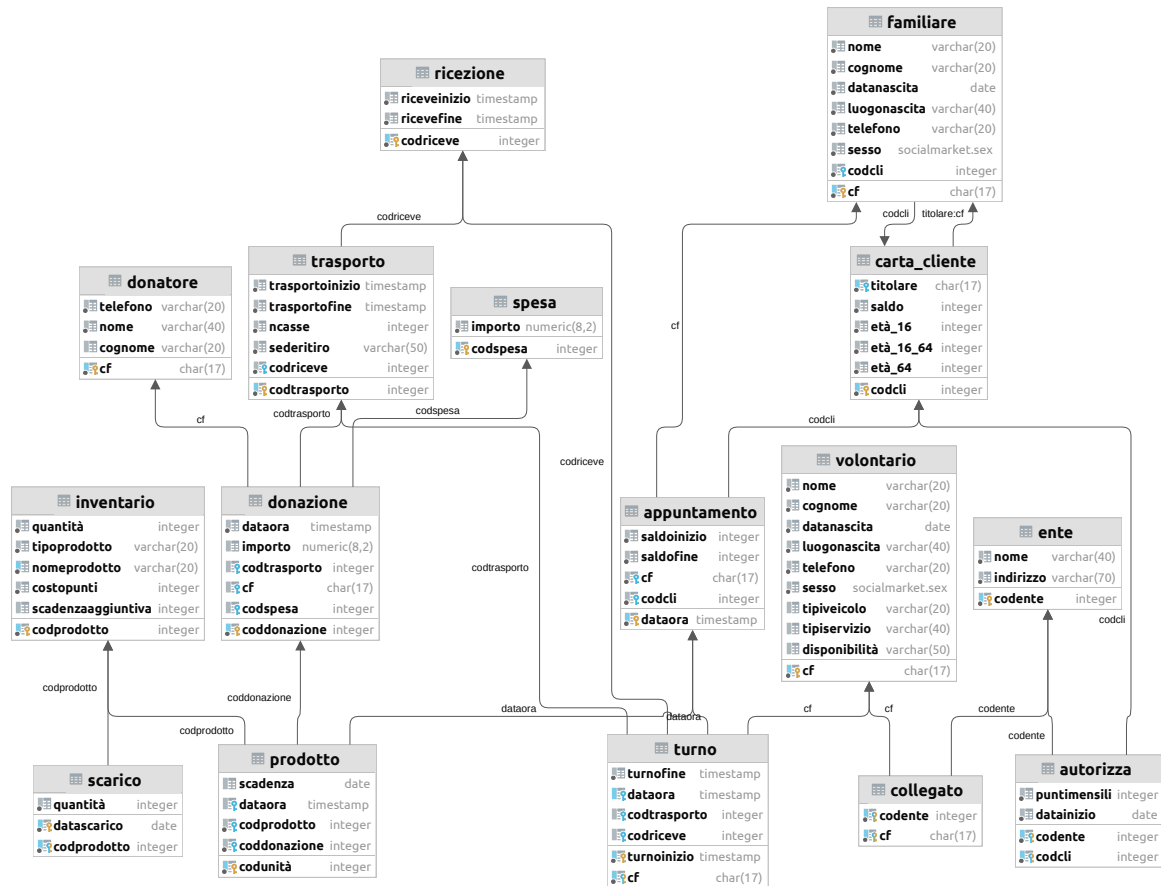 familiare
nome varchar(20)
cognome varchar(20)
datanascita date
luogonascita varchar(40)
telefono varchar(20)
sesso socialmarket.sex
codcli integer
cf char(17)
ricezione
riceveinizio timestamp
ricevefine timestamp
codriceve integer
codriceve
codcli
titolare:cf
trasporto
trasportoinizio timestamp
trasportofine timestamp
ncasse integer
sederitiro varchar(50)
codriceve integer
codtrasporto integer
carta_cliente
titolare char(17)
saldo integer
età_16 integer
età_16_64 integer
età_64 integer
codcli integer
donatore
telefono varchar(20)
nome varchar(40)
cognome varchar(20)
cf char(17)
spesa
importo numeric(8,2)
codspesa integer
cf
cf
codtrasporto
codspesa
codcli
codriceve
volontario
nome varchar(20)
cognome varchar(20)
datanascita date
luogonascita varchar(40)
telefono varchar(20)
sesso socialmarket.sex
tipiveicolo varchar(20)
tipiservizio varchar(40)
disponibilità varchar(50)
cf char(17)
inventario
quantità integer
tipoprodotto varchar(20)
nomeprodotto varchar(20)
costopunti integer
scadenzaaggiuntiva integer
codprodotto integer
donazione
dataora timestamp
importo numeric(8,2)
codtrasporto integer
cf char(17)
codspesa integer
coddonazione integer
codtrasporto
appuntamento
saldoinizio integer
saldofine integer
cf char(17)
codcli integer
dataora timestamp
ente
nome varchar(40)
indirizzo varchar(70)
codente integer
codcli
codprodotto
coddonazione
codprodotto
dataora
dataora
cf
cf
codente
codente
scarico
quantità integer
datascarico date
codprodotto integer
prodotto
scadenza date
dataora timestamp
codprodotto integer
coddonazione integer
codunità integer
turno
turnofine timestamp
dataora timestamp
codtrasporto integer
codriceve integer
turnoinizio timestamp
cf char(17)
collegato
codente integer
cf char(17)
autorizza
puntimensili integer
datainizio date
codente integer
codcli integer